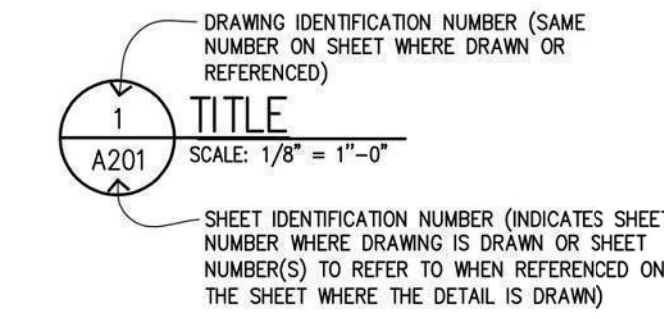 DRAWING IDENTIFICATION NUMBER (SAME
NUMBER ON SHEET WHERE DRAWN OR
REFERENCED)
1
TITLE
A201
SCALE: 1/8" = 1"-0"
SHEET IDENTIFICATION NUMBER (INDICATES SHEET
NUMBER WHERE DRAWING IS DRAWN OR SHEET
NUMBER(S) TO REFER TO WHEN REFERENCED ON
THE SHEET WHERE THE DETAIL IS DRAWN)